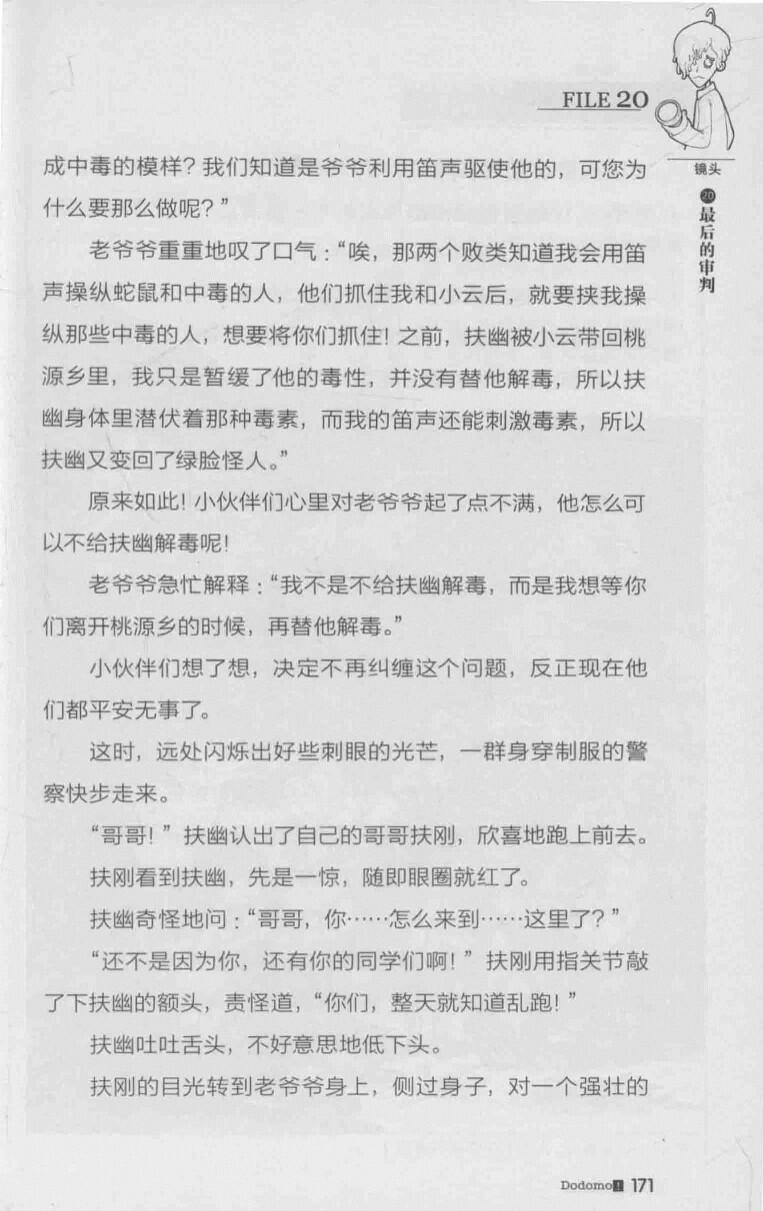 FILE 20
镜头
⑳最后的审判
成中毒的模样？我们知道是爷爷利用笛声驱使他的，可您为
什么要那么做呢？”
老爷爷重重地叹了口气：“唉，那两个败类知道我会用笛
声操纵蛇鼠和中毒的人，他们抓住我和小云后，就要挟我操
纵那些中毒的人，想要将你们抓住！之前，扶幽被小云带回桃
源乡里，我只是暂缓了他的毒性，并没有替他解毒，所以扶
幽身体里潜伏着那种毒素，而我的笛声还能刺激毒素，所以
扶幽又变回了绿脸怪人。”
原来如此！小伙伴们心里对老爷爷起了点不满，他怎么可
以不给扶幽解毒呢！
老爷爷急忙解释：“我不是不给扶幽解毒，而是我想等你
们离开桃源乡的时候，再替他解毒。”
小伙伴们想了想，决定不再纠缠这个问题，反正现在他
们都平安无事了。
这时，远处闪烁出好些刺眼的光芒，一群身穿制服的警
察快步走来。
“哥哥！”扶幽认出了自己的哥哥扶刚，欣喜地跑上前去。
扶刚看到扶幽，先是一惊，随即眼圈就红了。
扶幽奇怪地问：“哥哥，你……怎么来到……这里了？”
“还不是因为你，还有你的同学们啊！”扶刚用指关节敲
了下扶幽的额头，责怪道，“你们，整天就知道乱跑！”
扶幽吐吐舌头，不好意思地低下头。
扶刚的目光转到老爷爷身上，侧过身子，对一个强壮的
Dodomo! 171